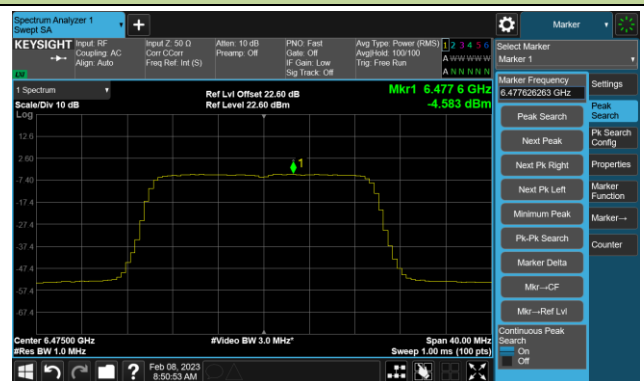 Spectrum Analyzer 1
Swept SA
+
Marker
KEYSIGHT
Input: RF
Coupling: AC
Align: Auto
Input Z: 50 Ω
Corr CCorr
Freq Ref: Int (S)
Atten: 10 dB
Preamp: Off
PNO: Fast
Gate: Off
IF Gain: Low
Sig Track: Off
Avg Type: Power (RMS)
Avg|Hold: 100/100
Trig: Free Run
1 2 3 4 5 6
A W W W W W
A N N N N N
LXI
Select Marker
Marker 1
1 Spectrum
Scale/Div 10 dB
Log
Ref Lvl Offset 22.60 dB
Ref Level 22.60 dBm
Mkr1 6.477 6 GHz
-4.583 dBm
12.6
2.60
-7.40
-17.4
-27.4
-37.4
-47.4
-57.4
-67.4
1
Center 6.47500 GHz
#Res BW 1.0 MHz
#Video BW 3.0 MHz*
Span 40.00 MHz
Sweep 1.00 ms (100 pts)
Marker Frequency
6.477626263 GHz
Peak Search
Next Peak
Next Pk Right
Next Pk Left
Minimum Peak
Pk-Pk Search
Marker Delta
Mkr→CF
Mkr→Ref Lvl
Continuous Peak
Search
On
Off
Settings
Peak
Search
Pk Search
Config
Properties
Marker
Function
Marker→
Counter
?
Feb 08, 2023
8:50:53 AM